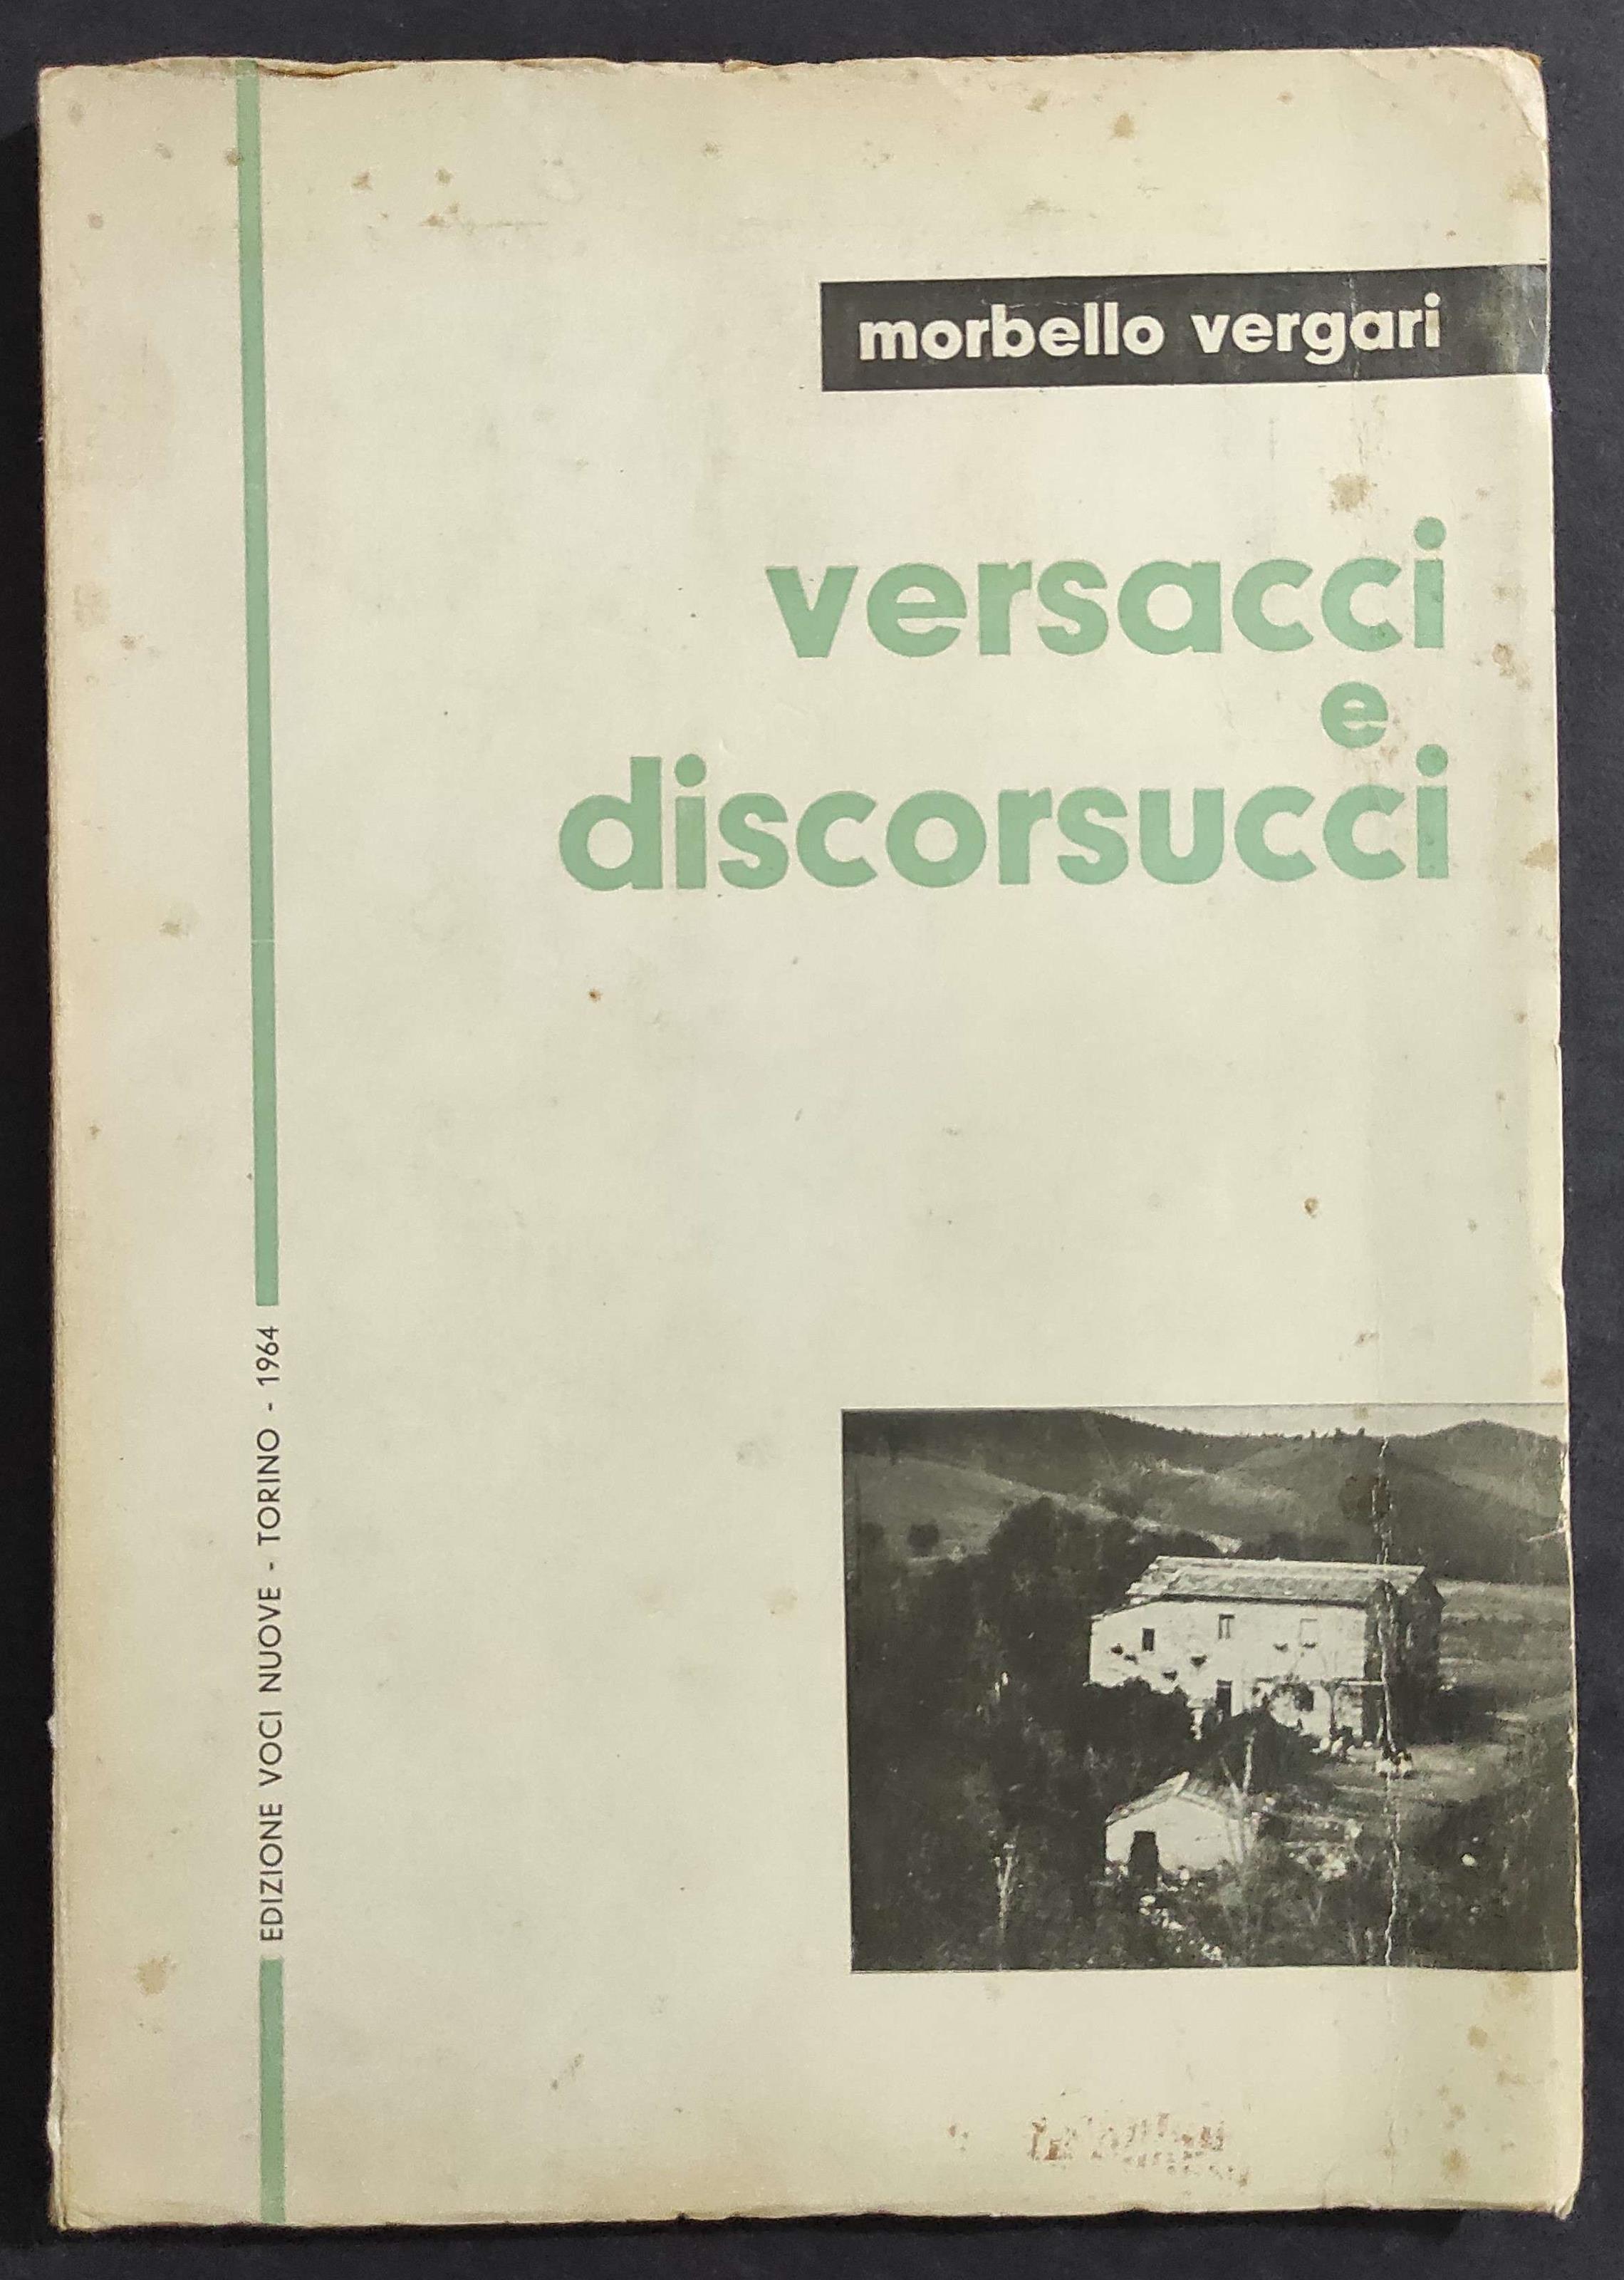 morbello vergari
versacci
e
discorsucci
EDIZIONE VOCI NUOVE - TORINO - 1964